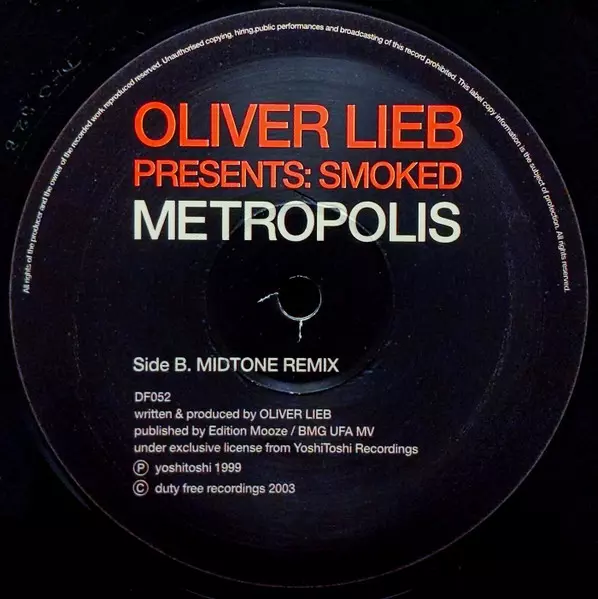 All rights of the producer and the owner of the recorded work reproduced reserved. Unauthorised copying, hiring, public performances and broadcasting of this record prohibited. This label copy information is the subject of protection. All rights reserved.
OLIVER LIEB
PRESENTS: SMOKED
METROPOLIS
Side B. MIDTONE REMIX
DF052
written & produced by OLIVER LIEB
published by Edition Mooze / BMG UFA MV
under exclusive license from YoshiToshi Recordings
Ⓟ yoshitoshi 1999
© duty free recordings 2003